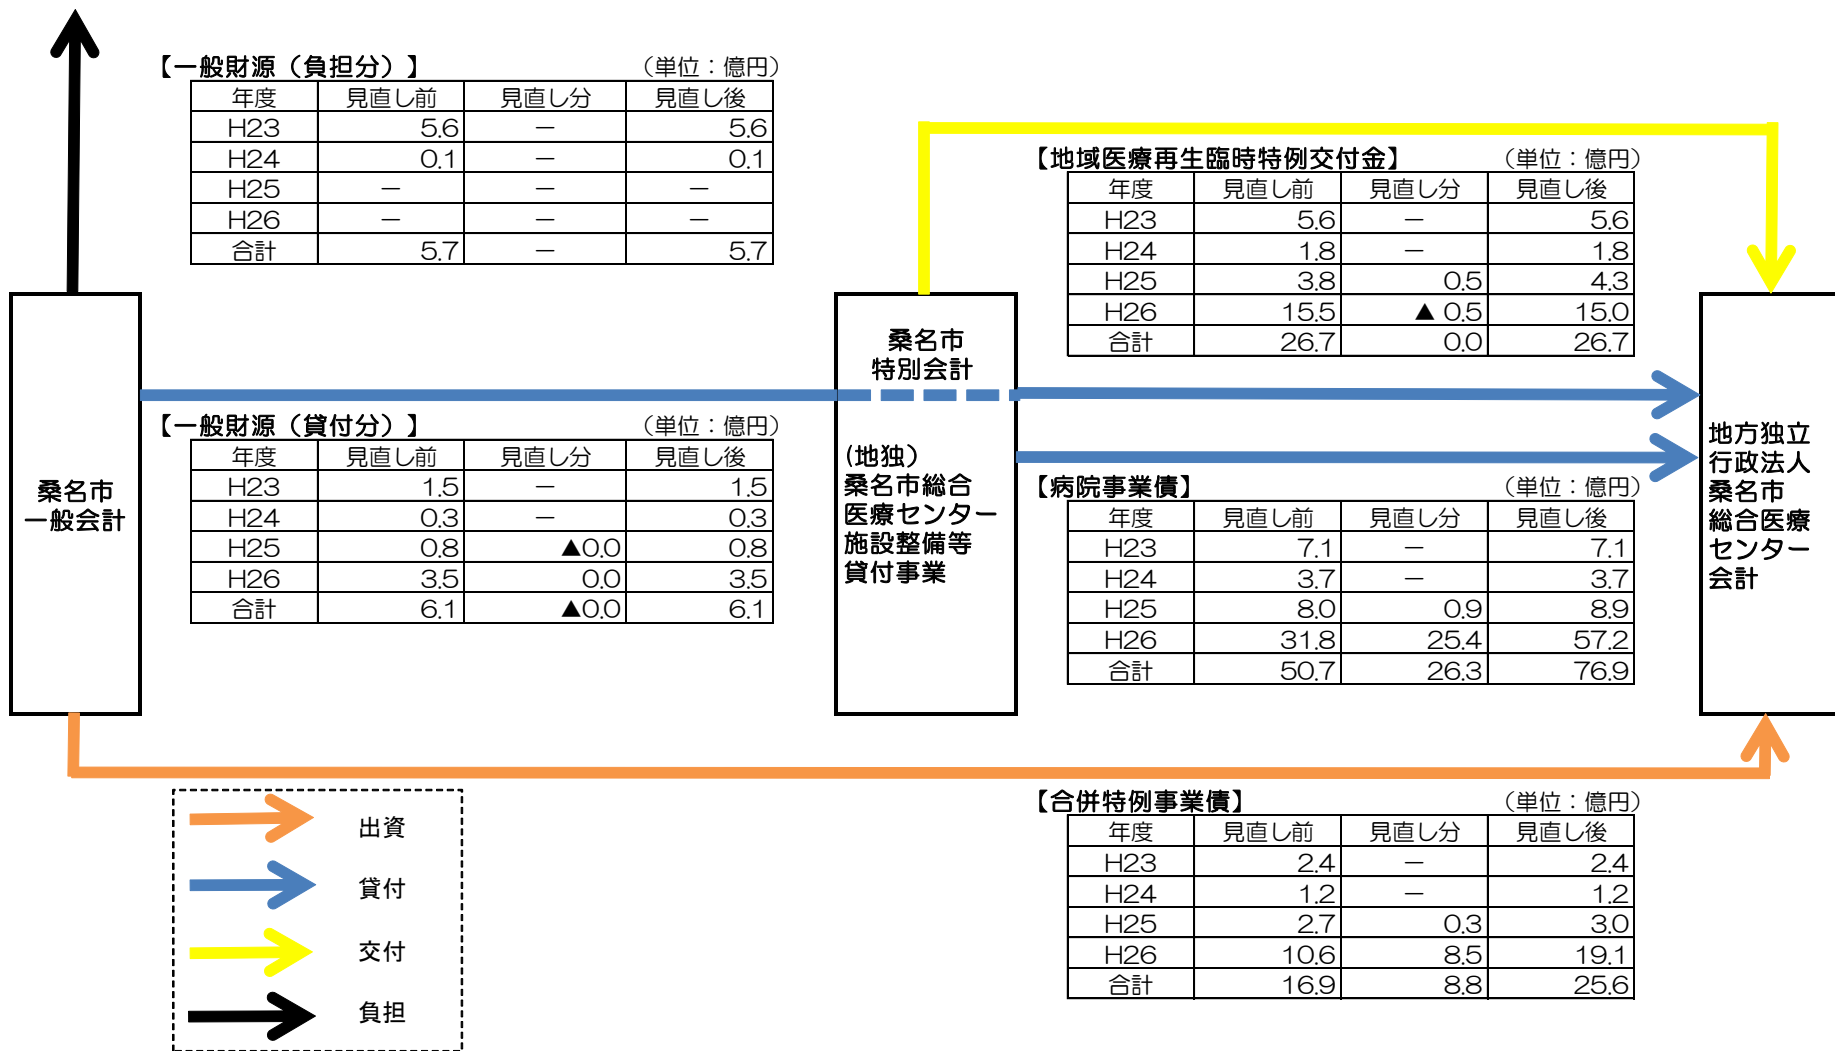 【一般財源（負担分）】 （単位：億円）
年度 見直し前 見直し分 見直し後
H23 5.6 － 5.6
H24 0.1 － 0.1
H25 － － －
H26 － － －
合計 5.7 － 5.7
【地域医療再生臨時特例交付金】 （単位：億円）
年度 見直し前 見直し分 見直し後
H23 5.6 － 5.6
H24 1.8 － 1.8
H25 3.8 0.5 4.3
H26 15.5 ▲ 0.5 15.0
合計 26.7 0.0 26.7
桑名市
一般会計
桑名市
特別会計
(地独）
桑名市総合
医療センター
施設整備等
貸付事業
地方独立
行政法人
桑名市
総合医療
センター
会計
【一般財源（貸付分）】 （単位：億円）
年度 見直し前 見直し分 見直し後
H23 1.5 － 1.5
H24 0.3 － 0.3
H25 0.8 ▲0.0 0.8
H26 3.5 0.0 3.5
合計 6.1 ▲0.0 6.1
【病院事業債】 （単位：億円）
年度 見直し前 見直し分 見直し後
H23 7.1 － 7.1
H24 3.7 － 3.7
H25 8.0 0.9 8.9
H26 31.8 25.4 57.2
合計 50.7 26.3 76.9
出資
貸付
交付
負担
【合併特例事業債】 （単位：億円）
年度 見直し前 見直し分 見直し後
H23 2.4 － 2.4
H24 1.2 － 1.2
H25 2.7 0.3 3.0
H26 10.6 8.5 19.1
合計 16.9 8.8 25.6